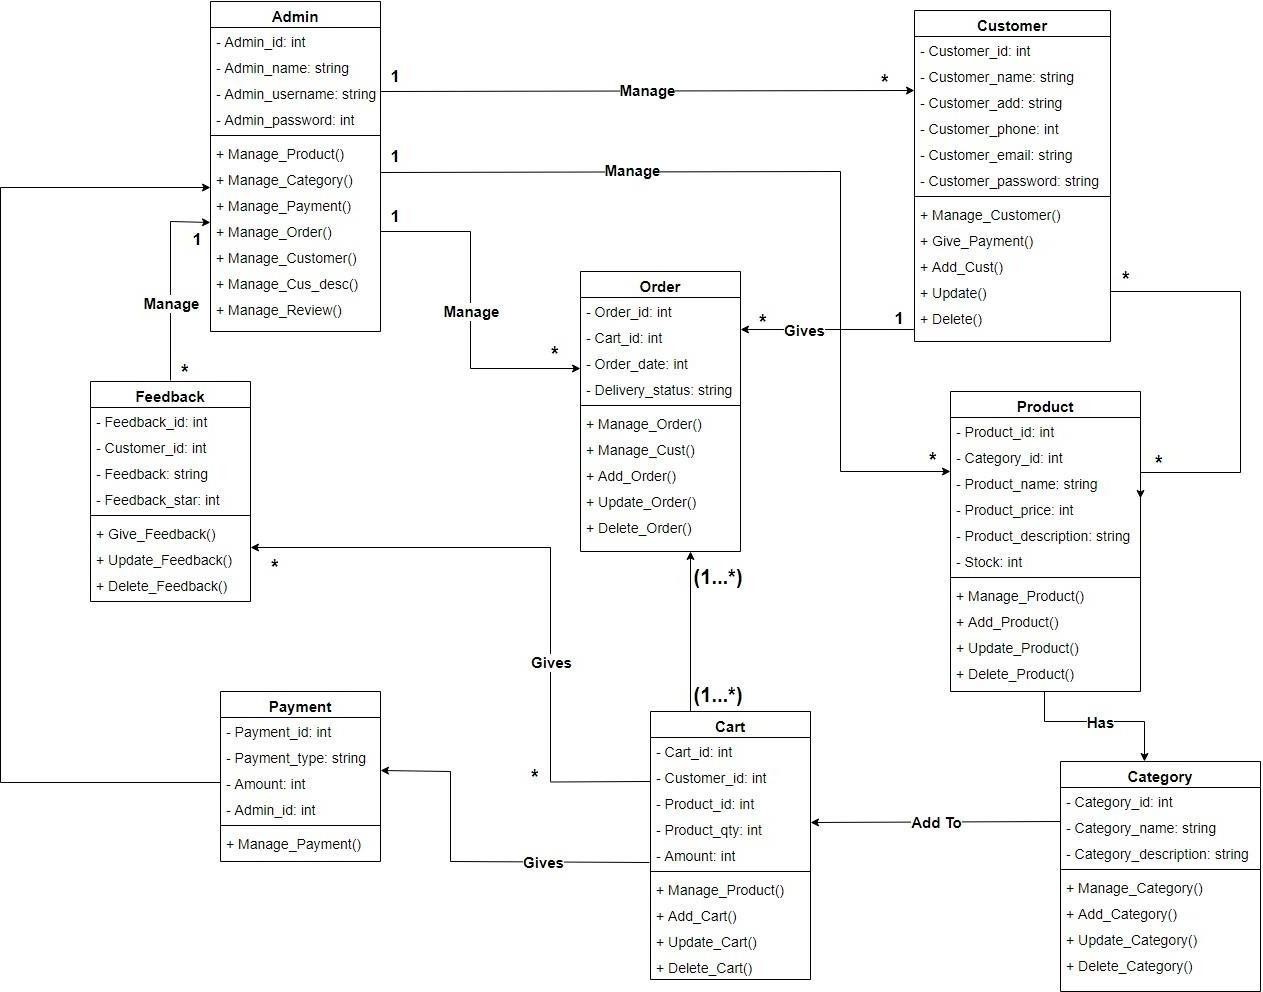 Admin
- Admin_id: int
- Admin_name: string
- Admin_username: string
- Admin_password: int
+ Manage_Product()
+ Manage_Category()
+ Manage_Payment()
+ Manage_Order()
+ Manage_Customer()
+ Manage_Cus_desc()
+ Manage_Review()
1
Manage
*
1
Manage
*
1
Manage
*
1
Manage
*
Customer
- Customer_id: int
- Customer_name: string
- Customer_add: string
- Customer_phone: int
- Customer_email: string
- Customer_password: string
+ Manage_Customer()
+ Give_Payment()
+ Add_Cust()
+ Update()
+ Delete()
*
*
1
Gives
*
Order
- Order_id: int
- Cart_id: int
- Order_date: int
- Delivery_status: string
+ Manage_Order()
+ Manage_Cust()
+ Add_Order()
+ Update_Order()
+ Delete_Order()
(1...*)
(1...*)
Feedback
- Feedback_id: int
- Customer_id: int
- Feedback: string
- Feedback_star: int
+ Give_Feedback()
+ Update_Feedback()
+ Delete_Feedback()
*
Gives
*
Product
- Product_id: int
- Category_id: int
- Product_name: string
- Product_price: int
- Product_description: string
- Stock: int
+ Manage_Product()
+ Add_Product()
+ Update_Product()
+ Delete_Product()
Has
Payment
- Payment_id: int
- Payment_type: string
- Amount: int
- Admin_id: int
+ Manage_Payment()
Gives
Cart
- Cart_id: int
- Customer_id: int
- Product_id: int
- Product_qty: int
- Amount: int
+ Manage_Product()
+ Add_Cart()
+ Update_Cart()
+ Delete_Cart()
Add To
Category
- Category_id: int
- Category_name: string
- Category_description: string
+ Manage_Category()
+ Add_Category()
+ Update_Category()
+ Delete_Category()